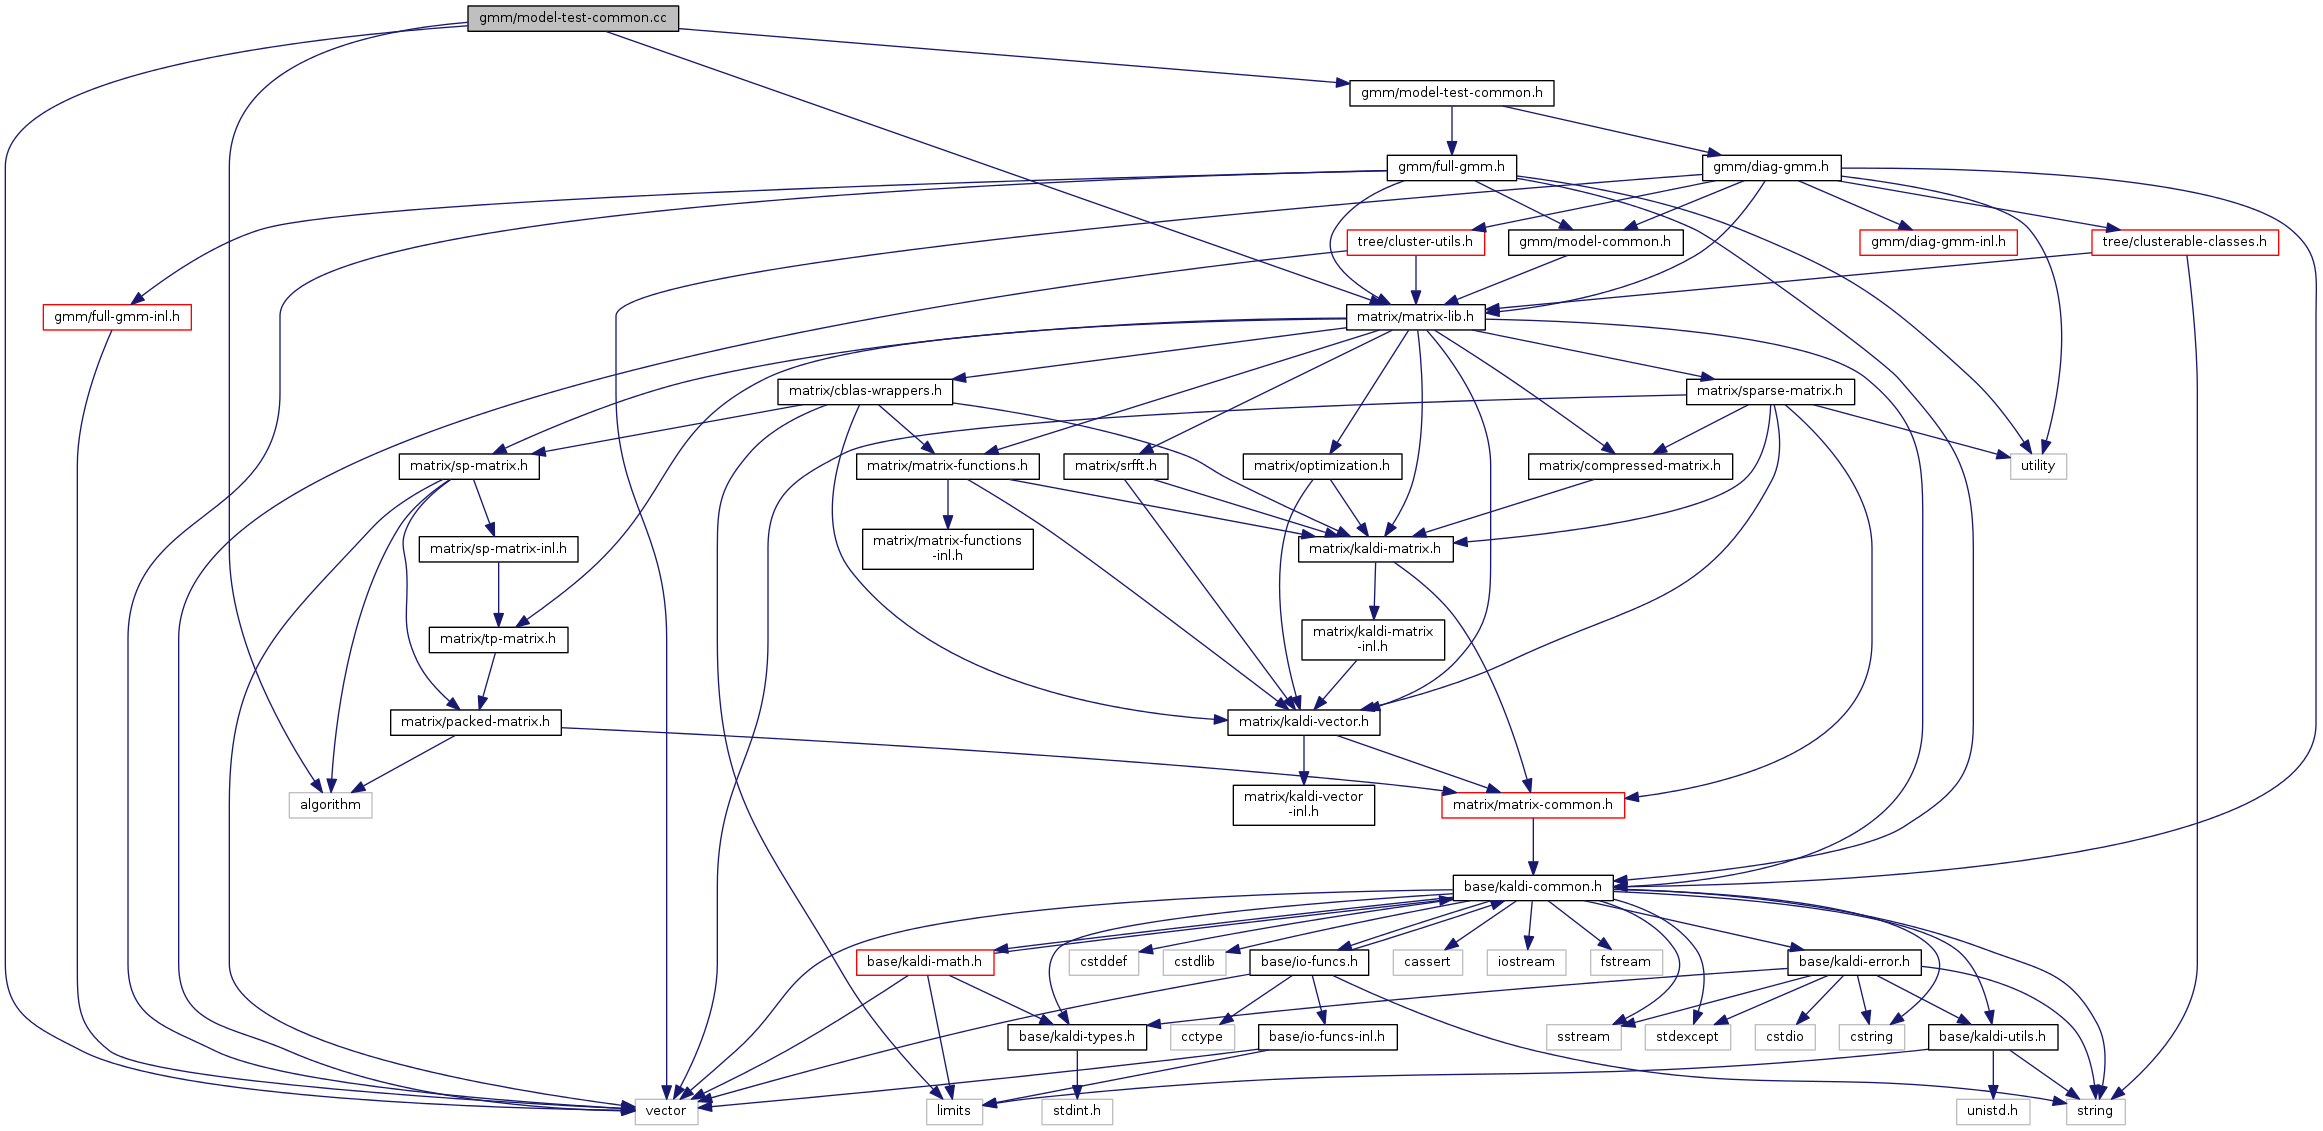 gmm/model-test-common.cc
gmm/model-test-common.h
gmm/full-gmm.h
gmm/diag-gmm.h
tree/cluster-utils.h
gmm/model-common.h
gmm/diag-gmm-inl.h
tree/clusterable-classes.h
gmm/full-gmm-inl.h
matrix/matrix-lib.h
matrix/cblas-wrappers.h
matrix/sparse-matrix.h
matrix/sp-matrix.h
matrix/matrix-functions.h
matrix/srfft.h
matrix/optimization.h
matrix/compressed-matrix.h
utility
matrix/sp-matrix-inl.h
matrix/matrix-functions
-inl.h
matrix/kaldi-matrix.h
matrix/tp-matrix.h
matrix/kaldi-matrix
-inl.h
matrix/packed-matrix.h
matrix/kaldi-vector.h
algorithm
matrix/kaldi-vector
-inl.h
matrix/matrix-common.h
base/kaldi-common.h
base/kaldi-math.h
cstddef
cstdlib
base/io-funcs.h
cassert
iostream
fstream
base/kaldi-error.h
base/kaldi-types.h
cctype
base/io-funcs-inl.h
sstream
stdexcept
cstdio
cstring
base/kaldi-utils.h
vector
limits
stdint.h
unistd.h
string